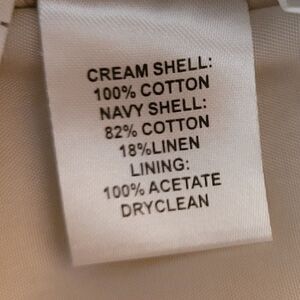 CREAM SHELL:
100% COTTON
NAVY SHELL:
82% COTTON
18%LINEN
LINING:
100% ACETATE
DRYCLEAN